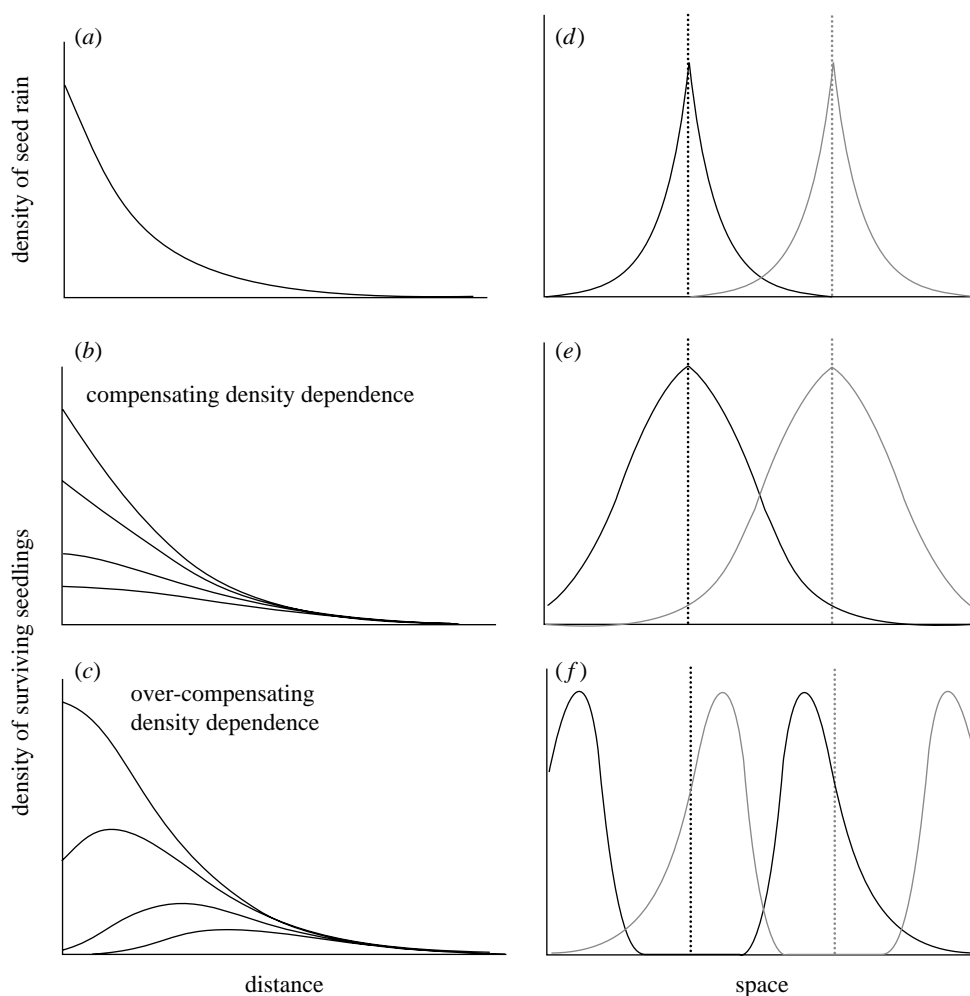 (a)
(d)
density of seed rain
(b)
(e)
compensating density dependence
density of surviving seedlings
(c)
(f)
over-compensating
density dependence
distance
space